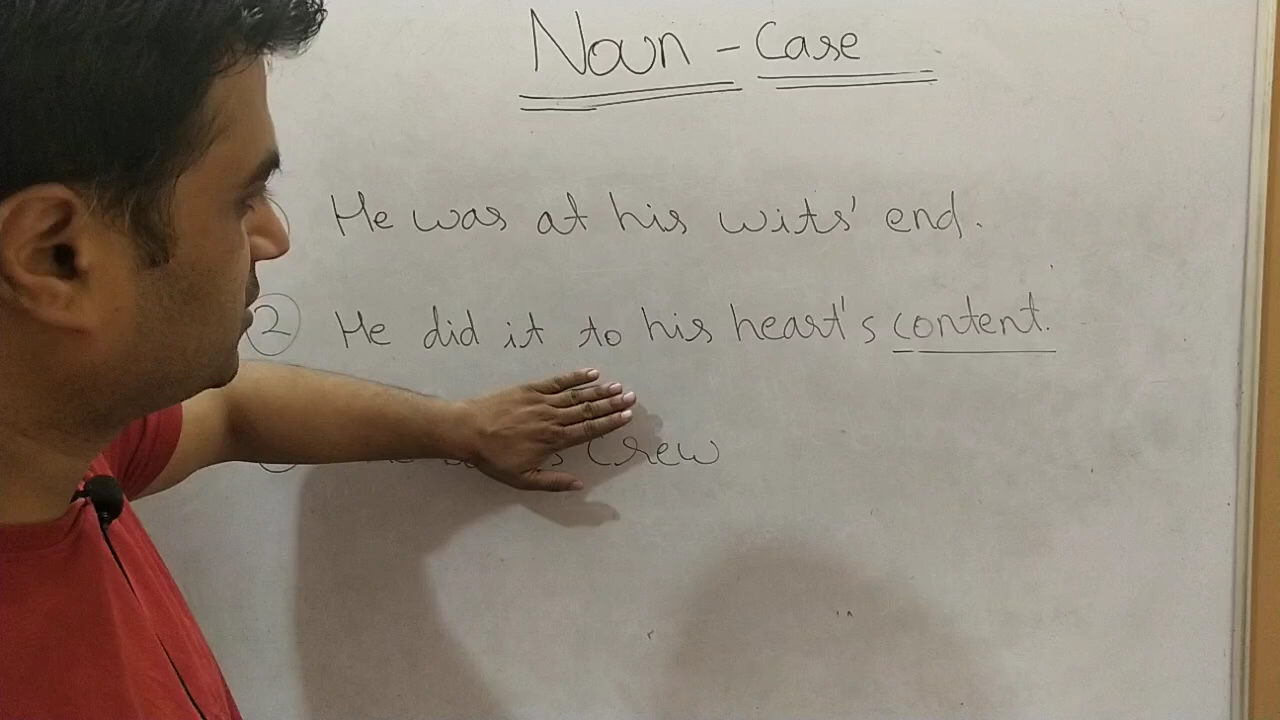 Noun - Case
He was at his wits' end.
2 He did it to his heart's content.
Crew